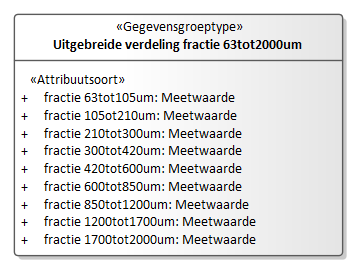 «Gegevensgroeptype»
Uitgebreide verdeling fractie 63tot2000um
«Attribuutsoort»
+ fractie 63tot105um: Meetwaarde
+ fractie 105ot210um: Meetwaarde
+ fractie 210tot300um: Meetwaarde
+ fractie 300tot420um: Meetwaarde
+ fractie 420tot600um: Meetwaarde
+ fractie 600tot850um: Meetwaarde
+ fractie 850tot1200um: Meetwaarde
+ fractie 1200tot1700um: Meetwaarde
+ fractie 1700tot2000um: Meetwaarde